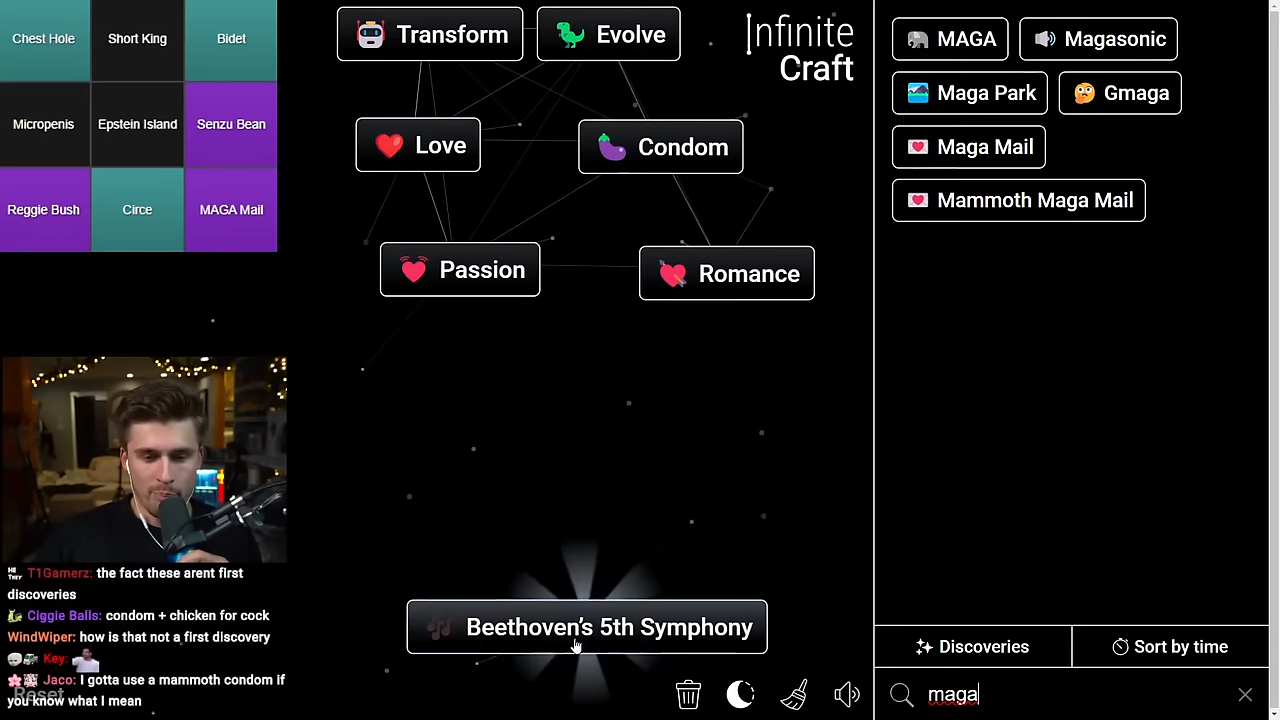 Chest Hole
Short King
Bidet
Micropenis
Epstein Island
Senzu Bean
Reggie Bush
Circe
MAGA Mail
Transform
Evolve
Love
Condom
Passion
Romance
Beethoven's 5th Symphony
Infinite
Craft
MAGA
Magasonic
Maga Park
Gmaga
Maga Mail
Mammoth Maga Mail
T1Gamerz: the fact these arent first
discoveries
Ciggie Balls: condom + chicken for cock
WindWiper: how is that not a first discovery
Key:
Jaco: I gotta use a mammoth condom if
you know what I mean
Reset
Discoveries
Sort by time
maga